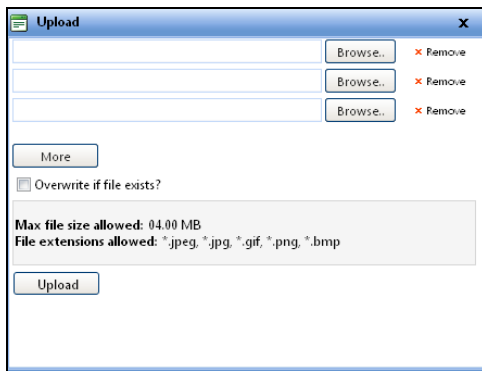 Upload x
Browse.. × Remove
Browse.. × Remove
Browse.. × Remove
More
Overwrite if file exists?
Max file size allowed: 04.00 MB
File extensions allowed: *.jpeg, *.jpg, *.gif, *.png, *.bmp
Upload